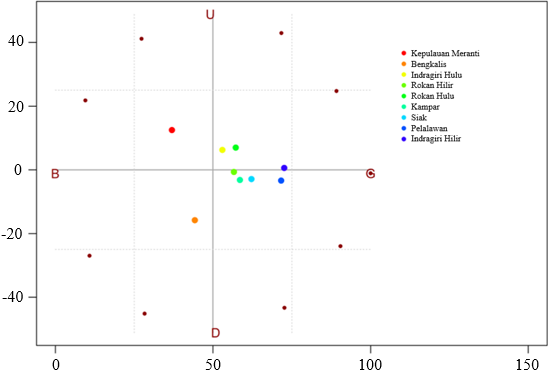 U
40
20
0
-20
-40
B
G
D
0
50
100
150
Kepulauan Meranti
Bengkalis
Indragiri Hulu
Rokan Hilir
Rokan Hulu
Kampar
Siak
Pelalawan
Indragiri Hilir